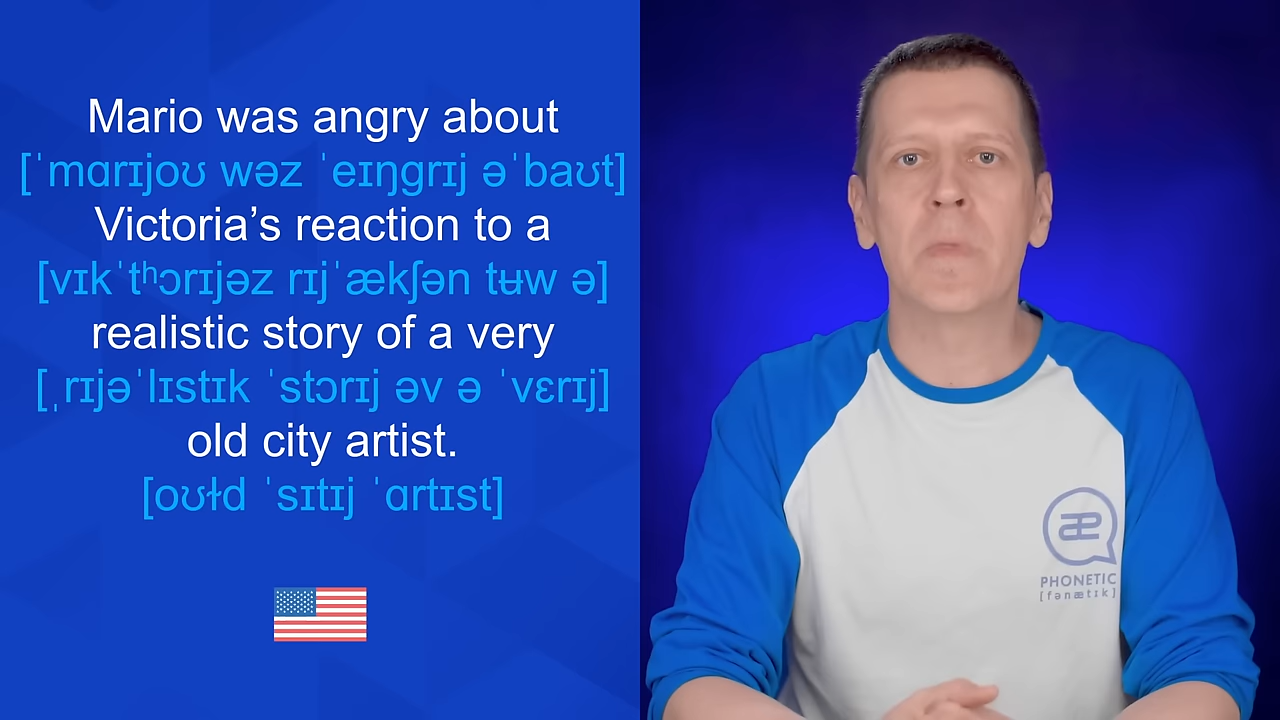 Mario was angry about
[ˈmɑrɪjoʊ wəz ˈeɪŋgrɪj əˈbaʊt]
Victoria’s reaction to a
[vɪkˈtʰɔrɪjəz rɪjˈækʃən tʉw ə]
realistic story of a very
[ˌrɪjəˈlɪstɪk ˈstɔrɪj əv ə ˈvɛrɪj]
old city artist.
[oʊɫd ˈsɪtɪj ˈɑrtɪst]
æ
PHONETIC
[fənætɪk]